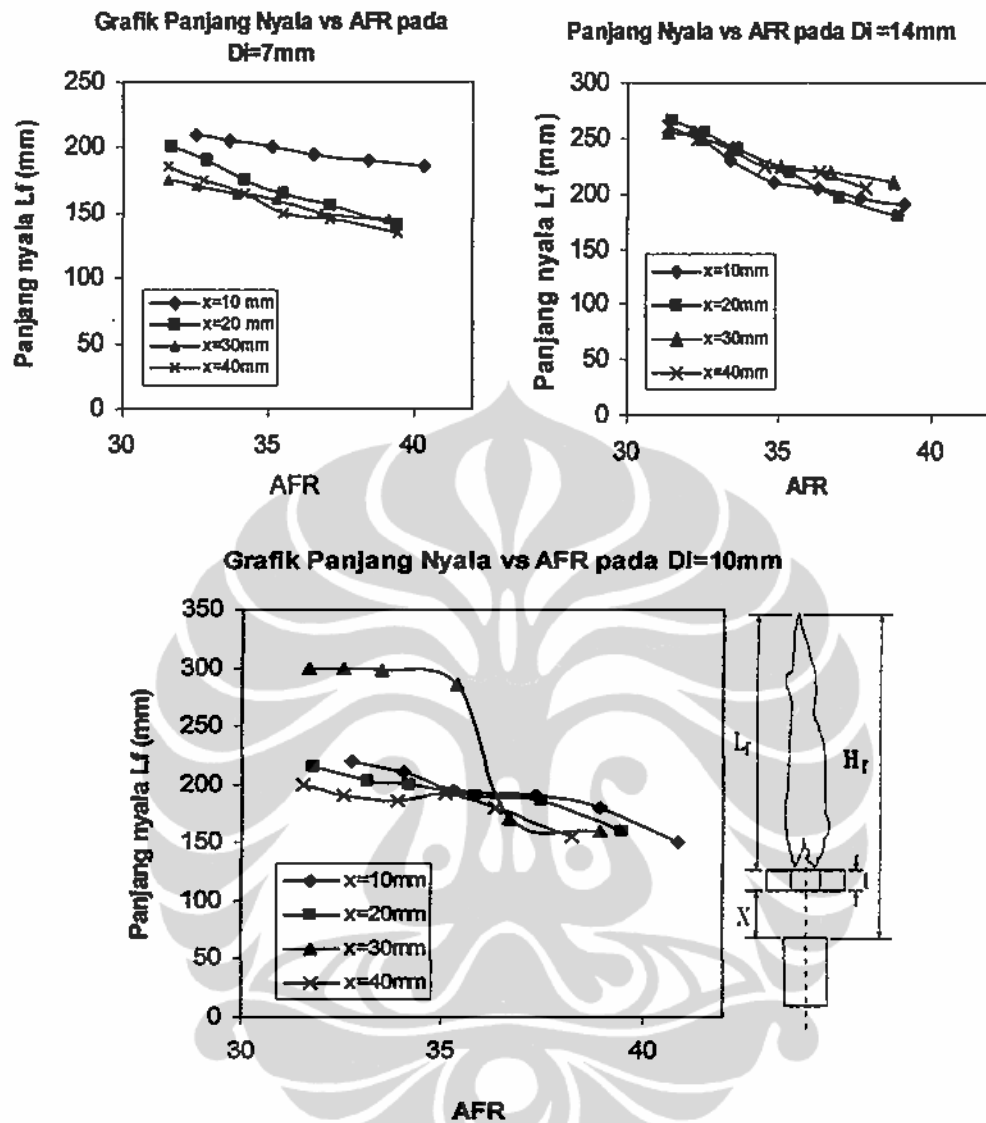 Grafik Panjang Nyala vs AFR pada
Di=7mm
Panjang nyala Lf (mm)
250
200
150
100
50
0
x=10 mm
x=20 mm
x=30mm
x=40mm
30
35
40
AFR
Panjang Nyala vs AFR pada Di =14mm
Panjang nyala Lf (mm)
300
250
200
150
100
50
0
x=10mm
x=20mm
x=30mm
x=40mm
30
35
40
AFR
Grafik Panjang Nyala vs AFR pada DI=10mm
Panjang nyala Lf (mm)
350
300
250
200
150
100
50
0
x=10mm
x=20mm
x=30mm
x=40mm
30
35
40
AFR
Lf
Hf
t
X